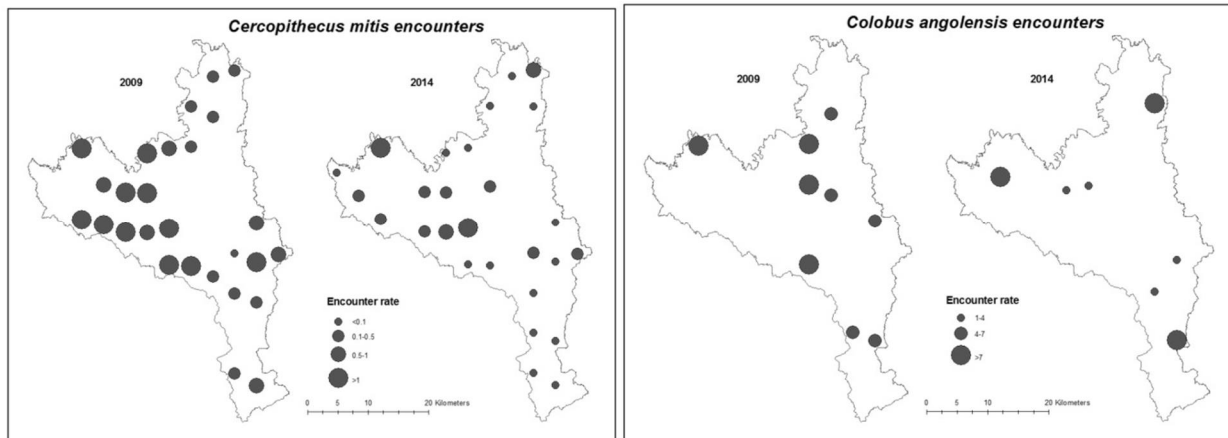 Cercopithecus mitis encounters
2009
2014
Encounter rate
<0.1
0.1-0.5
0.5-1
>1
0 5 10 20 Kilometers
Colobus angolensis encounters
2009
2014
Encounter rate
1-4
4-7
>7
0 5 10 20 Kilometers